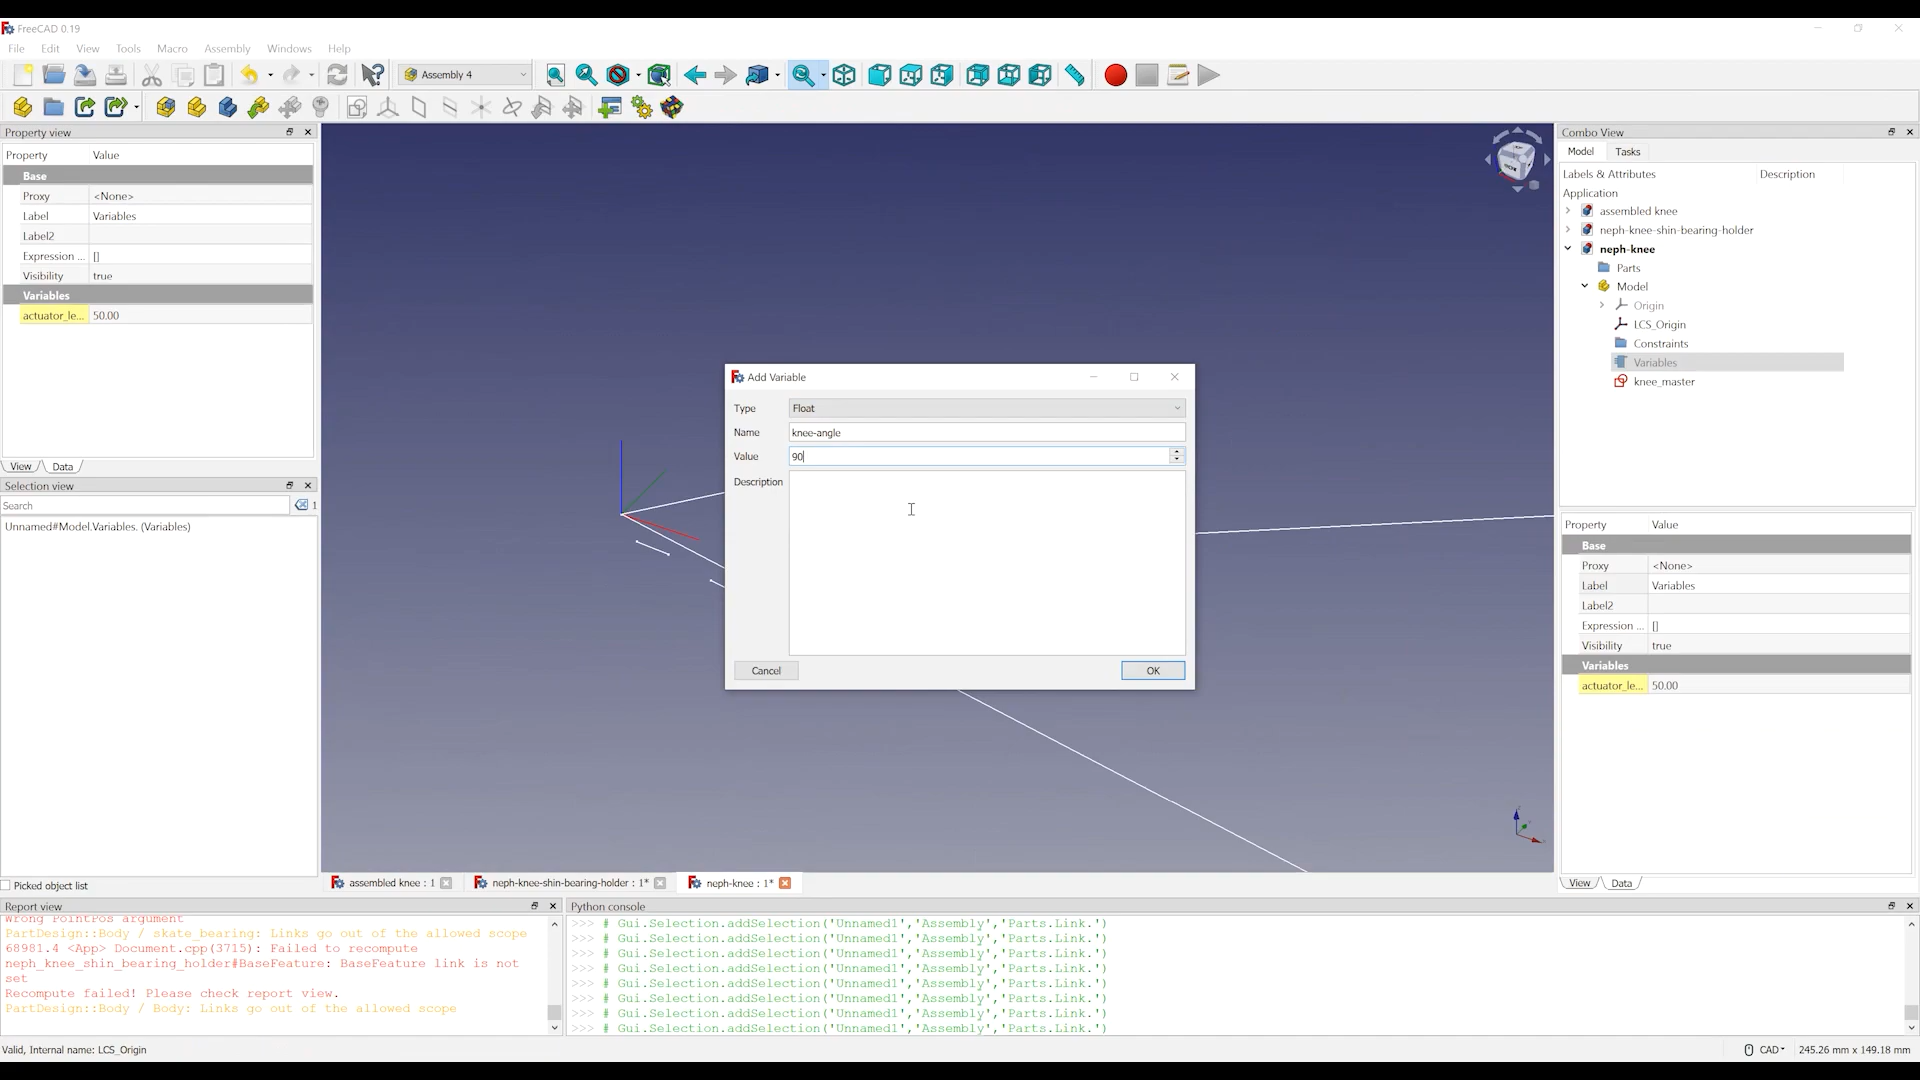 FreeCAD 0.19
File Edit View Tools Macro Assembly Windows Help
Assembly 4
Property view
Property Value
Base
Proxy <None>
Label Variables
Label2
Expression ... []
Visibility true
Variables
actuator_le... 50.00
View Data
Selection view
Search 1
Unnamed#Model.Variables. (Variables)
Picked object list
Add Variable
Type Float
Name knee-angle
Value 90
Description
Cancel OK
Combo View
Model Tasks
Labels & Attributes Description
Application
assembled knee
neph-knee-shin-bearing-holder
neph-knee
Parts
Model
Origin
LCS_Origin
Constraints
Variables
knee_master
Property Value
Base
Proxy <None>
Label Variables
Label2
Expression ... []
Visibility true
Variables
actuator_le... 50.00
View Data
assembled knee : 1 neph-knee-shin-bearing-holder : 1* neph-knee : 1*
Report view
Wrong PointPos argument
PartDesign::Body / skate_bearing: Links go out of the allowed scope
68981.4 <App> Document.cpp(3715): Failed to recompute
neph_knee_shin_bearing_holder#BaseFeature: BaseFeature link is not
set
Recompute failed! Please check report view.
PartDesign::Body / Body: Links go out of the allowed scope
Python console
>>> # Gui.Selection.addSelection('Unnamed1','Assembly','Parts.Link.')
>>> # Gui.Selection.addSelection('Unnamed1','Assembly','Parts.Link.')
>>> # Gui.Selection.addSelection('Unnamed1','Assembly','Parts.Link.')
>>> # Gui.Selection.addSelection('Unnamed1','Assembly','Parts.Link.')
>>> # Gui.Selection.addSelection('Unnamed1','Assembly','Parts.Link.')
>>> # Gui.Selection.addSelection('Unnamed1','Assembly','Parts.Link.')
>>> # Gui.Selection.addSelection('Unnamed1','Assembly','Parts.Link.')
>>> # Gui.Selection.addSelection('Unnamed1','Assembly','Parts.Link.')
Valid, Internal name: LCS_Origin
CAD 245.26 mm x 149.18 mm